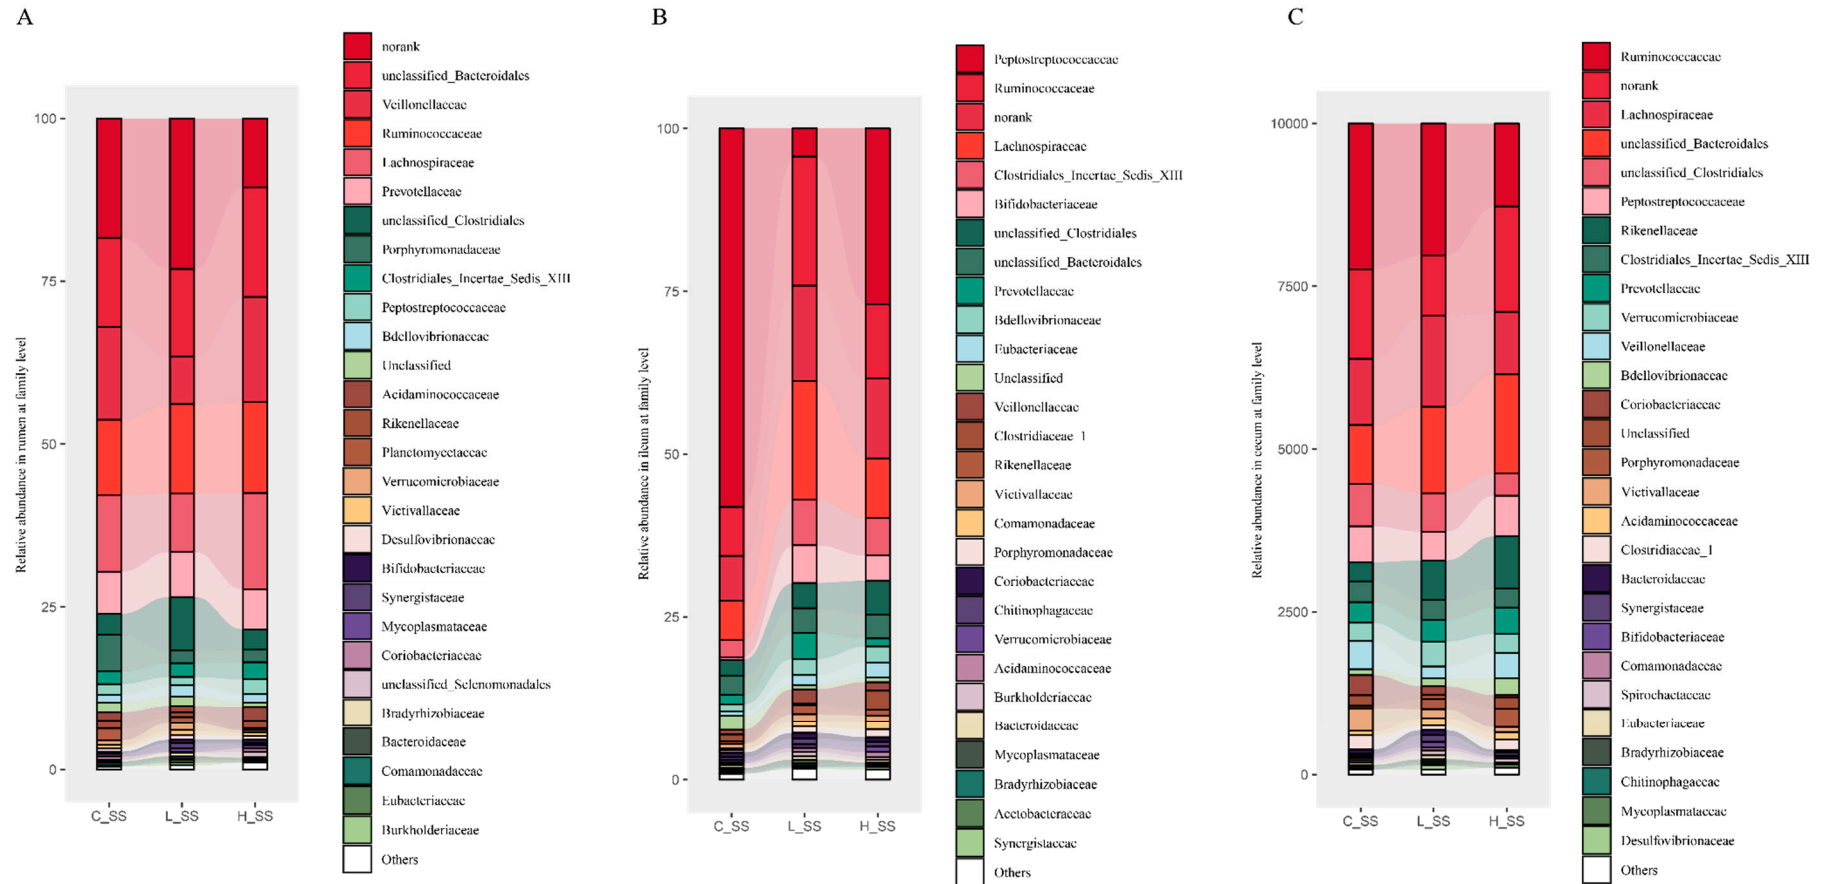 A
Relative abundance in rumen at family level
100
75
50
25
0
C_SS
L_SS
H_SS
norank
unclassified_Bacteroidales
Veillonellaceae
Ruminococcaceae
Lachnospiraceae
Prevotellaceae
unclassified_Clostridiales
Porphyromonadaceae
Clostridiales_Incertae_Sedis_XIII
Peptostreptococcaceae
Bdellovibrionaceae
Unclassified
Acidaminococcaceae
Rikenellaceae
Planctomycetaceae
Verrucomicrobiaceae
Victivallaceae
Desulfovibrionaceae
Bifidobacteriaceae
Synergistaceae
Mycoplasmataceae
Coriobacteriaceae
unclassified_Selenomonadales
Bradyrhizobiaceae
Bacteroidaceae
Comamonadaceae
Eubacteriaceae
Burkholderiaceae
Others
B
Relative abundance in ileum at family level
100
75
50
25
0
C_SS
L_SS
H_SS
Peptostreptococcaceae
Ruminococcaceae
norank
Lachnospiraceae
Clostridiales_Incertae_Sedis_XIII
Bifidobacteriaceae
unclassified_Clostridiales
unclassified_Bacteroidales
Prevotellaceae
Bdellovibrionaceae
Eubacteriaceae
Unclassified
Veillonellaceae
Clostridiaceae_1
Rikenellaceae
Victivallaceae
Comamonadaceae
Porphyromonadaceae
Coriobacteriaceae
Chitinophagaceae
Verrucomicrobiaceae
Acidaminococcaceae
Burkholderiaceae
Bacteroidaceae
Mycoplasmataceae
Bradyrhizobiaceae
Acetobacteraceae
Synergistaceae
Others
C
Relative abundance in cecum at family level
10000
7500
5000
2500
0
C_SS
L_SS
H_SS
Ruminococcaceae
norank
Lachnospiraceae
unclassified_Bacteroidales
unclassified_Clostridiales
Peptostreptococcaceae
Rikenellaceae
Clostridiales_Incertae_Sedis_XIII
Prevotellaceae
Verrucomicrobiaceae
Veillonellaceae
Bdellovibrionaceae
Coriobacteriaceae
Unclassified
Porphyromonadaceae
Victivallaceae
Acidaminococcaceae
Clostridiaceae_1
Bacteroidaceae
Synergistaceae
Bifidobacteriaceae
Comamonadaceae
Spirochaetaceae
Eubacteriaceae
Bradyrhizobiaceae
Chitinophagaceae
Mycoplasmataceae
Desulfovibrionaceae
Others